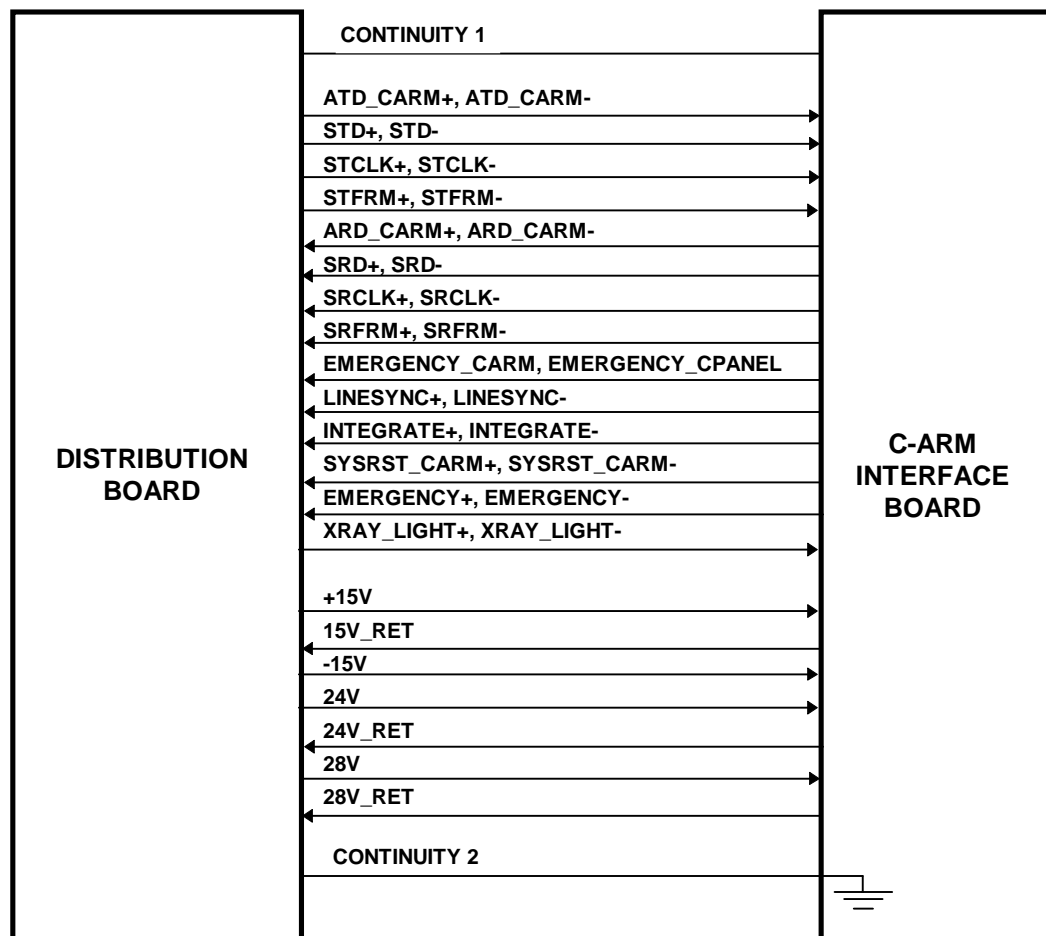 CONTINUITY 1
ATD_CARM+, ATD_CARM-
STD+, STD-
STCLK+, STCLK-
STFRM+, STFRM-
ARD_CARM+, ARD_CARM-
SRD+, SRD-
SRCLK+, SRCLK-
SRFRM+, SRFRM-
EMERGENCY_CARM, EMERGENCY_CPANEL
LINESYNC+, LINESYNC-
INTEGRATE+, INTEGRATE-
SYSRST_CARM+, SYSRST_CARM-
EMERGENCY+, EMERGENCY-
XRAY_LIGHT+, XRAY_LIGHT-
DISTRIBUTION
BOARD
C-ARM
INTERFACE
BOARD
+15V
15V_RET
-15V
24V
24V_RET
28V
28V_RET
CONTINUITY 2